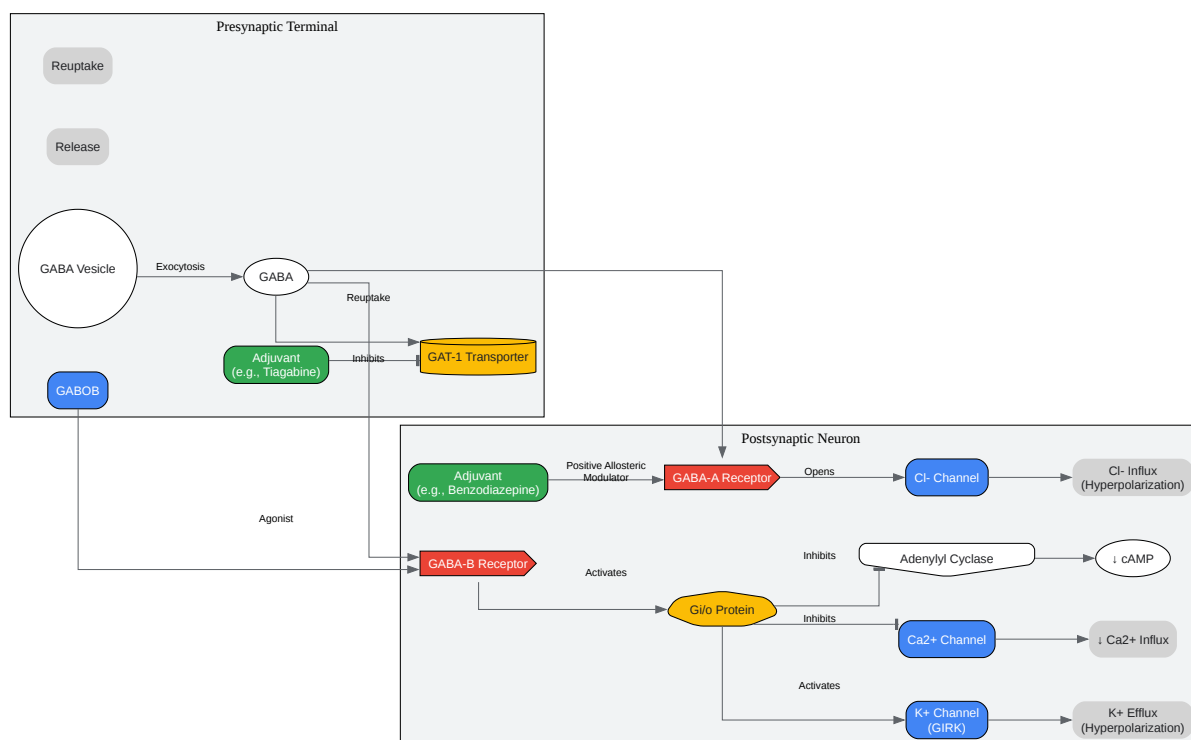 Presynaptic Terminal
Reuptake
Release
GABA Vesicle
Exocytosis
GABA
Reuptake
Adjuvant
(e.g., Tiagabine)
Inhibits
GAT-1 Transporter
GABOB
Agonist
Postsynaptic Neuron
Adjuvant
(e.g., Benzodiazepine)
Positive Allosteric
Modulator
GABA-A Receptor
Opens
Cl- Channel
Cl- Influx
(Hyperpolarization)
GABA-B Receptor
Activates
Gi/o Protein
Inhibits
Adenylyl Cyclase
↓ cAMP
Inhibits
Ca2+ Channel
↓ Ca2+ Influx
Activates
K+ Channel
(GIRK)
K+ Efflux
(Hyperpolarization)